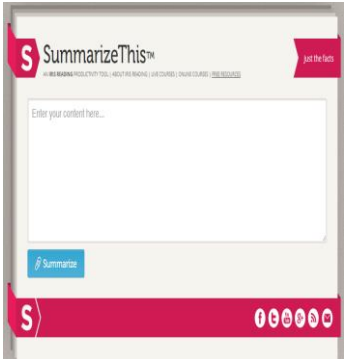 S SummarizeThis™
Just the facts
AN IRIS READING PRODUCTIVITY TOOL | ABOUT IRIS READING | LIVE COURSES | ONLINE COURSES | FREE RESOURCES
Enter your content here...
Summarize
S